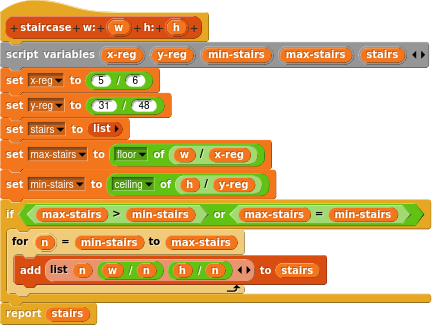 + staircase w: w h: h
script variables x-reg y-reg min-stairs max-stairs stairs
set x-reg to 5 / 6
set y-reg to 31 / 48
set stairs to list
set max-stairs to floor of w / x-reg
set min-stairs to ceiling of h / y-reg
if max-stairs > min-stairs or max-stairs = min-stairs
for n = min-stairs to max-stairs
add list n w / n h / n to stairs
report stairs